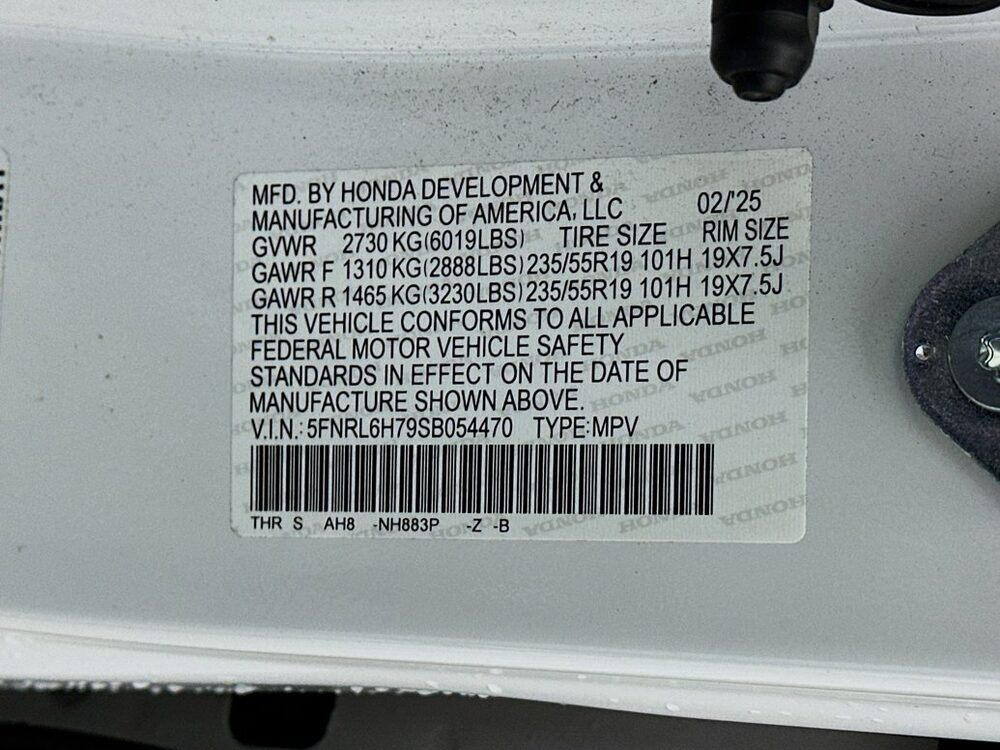 MFD. BY HONDA DEVELOPMENT &
MANUFACTURING OF AMERICA, LLC 02/'25
GVWR 2730 KG(6019LBS) TIRE SIZE RIM SIZE
GAWR F 1310 KG(2888LBS) 235/55R19 101H 19X7.5J
GAWR R 1465 KG(3230LBS) 235/55R19 101H 19X7.5J
THIS VEHICLE CONFORMS TO ALL APPLICABLE
FEDERAL MOTOR VEHICLE SAFETY
STANDARDS IN EFFECT ON THE DATE OF
MANUFACTURE SHOWN ABOVE.
V.I.N.: 5FNRL6H79SB054470 TYPE:MPV
THR S AH8 -NH883P -Z -B